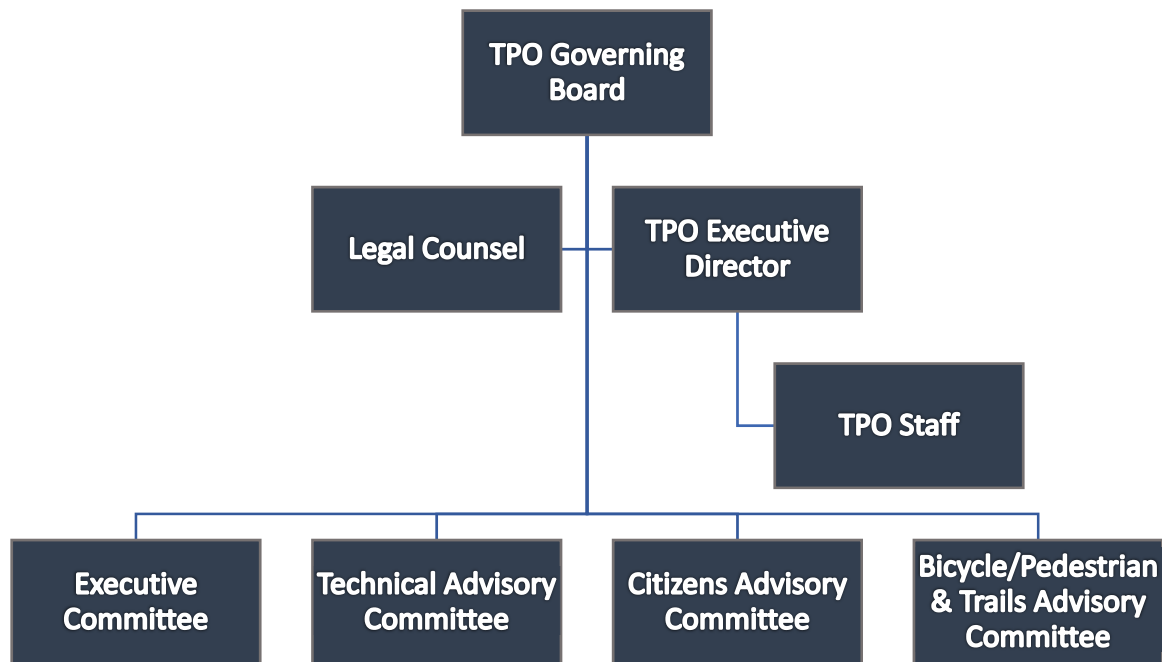 TPO Governing
Board
Legal Counsel
TPO Executive
Director
TPO Staff
Executive
Committee
Technical Advisory
Committee
Citizens Advisory
Committee
Bicycle/Pedestrian
& Trails Advisory
Committee